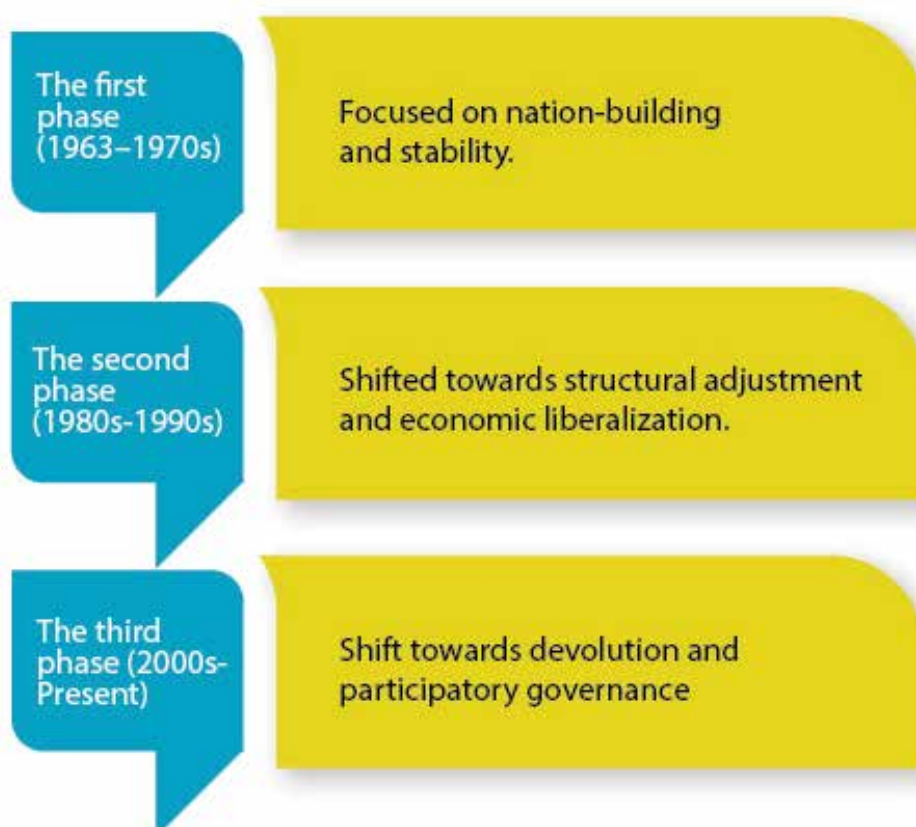 The first
phase
(1963–1970s)
Focused on nation-building
and stability.
The second
phase
(1980s-1990s)
Shifted towards structural adjustment
and economic liberalization.
The third
phase (2000s-
Present)
Shift towards devolution and
participatory governance